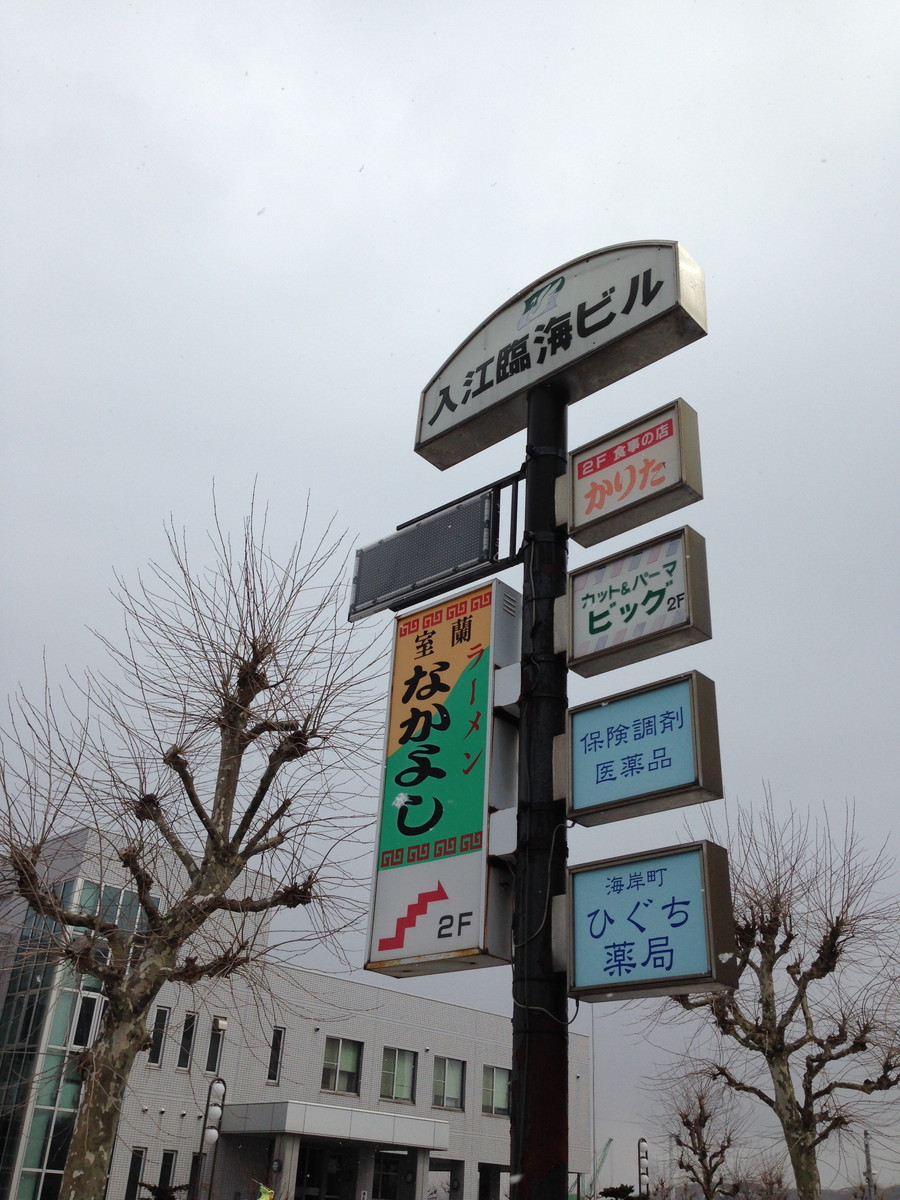 入江臨海ビル
2F 食事の店
かりた
カット&パーマ
ビッグ 2F
室蘭
ラーメン
なかよし
2F
保険調剤
医薬品
海岸町
ひぐち
薬局